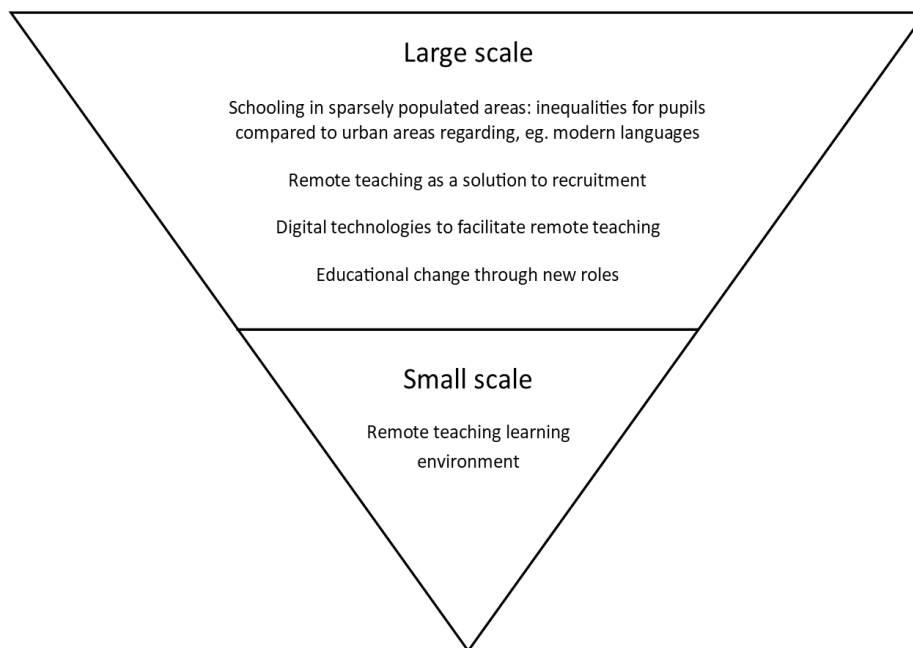 Large scale
Schooling in sparsely populated areas: inequalities for pupils
compared to urban areas regarding, eg. modern languages
Remote teaching as a solution to recruitment
Digital technologies to facilitate remote teaching
Educational change through new roles
Small scale
Remote teaching learning
environment